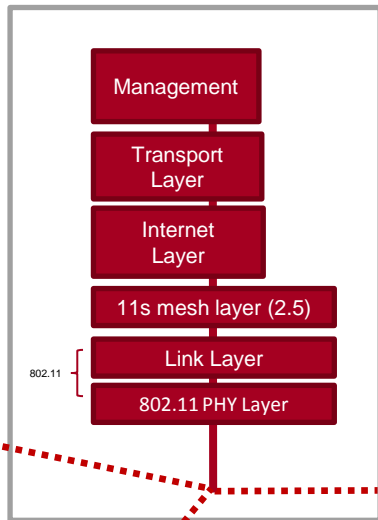 Management
Transport
Layer
Internet
Layer
11s mesh layer (2.5)
Link Layer
802.11
802.11 PHY Layer